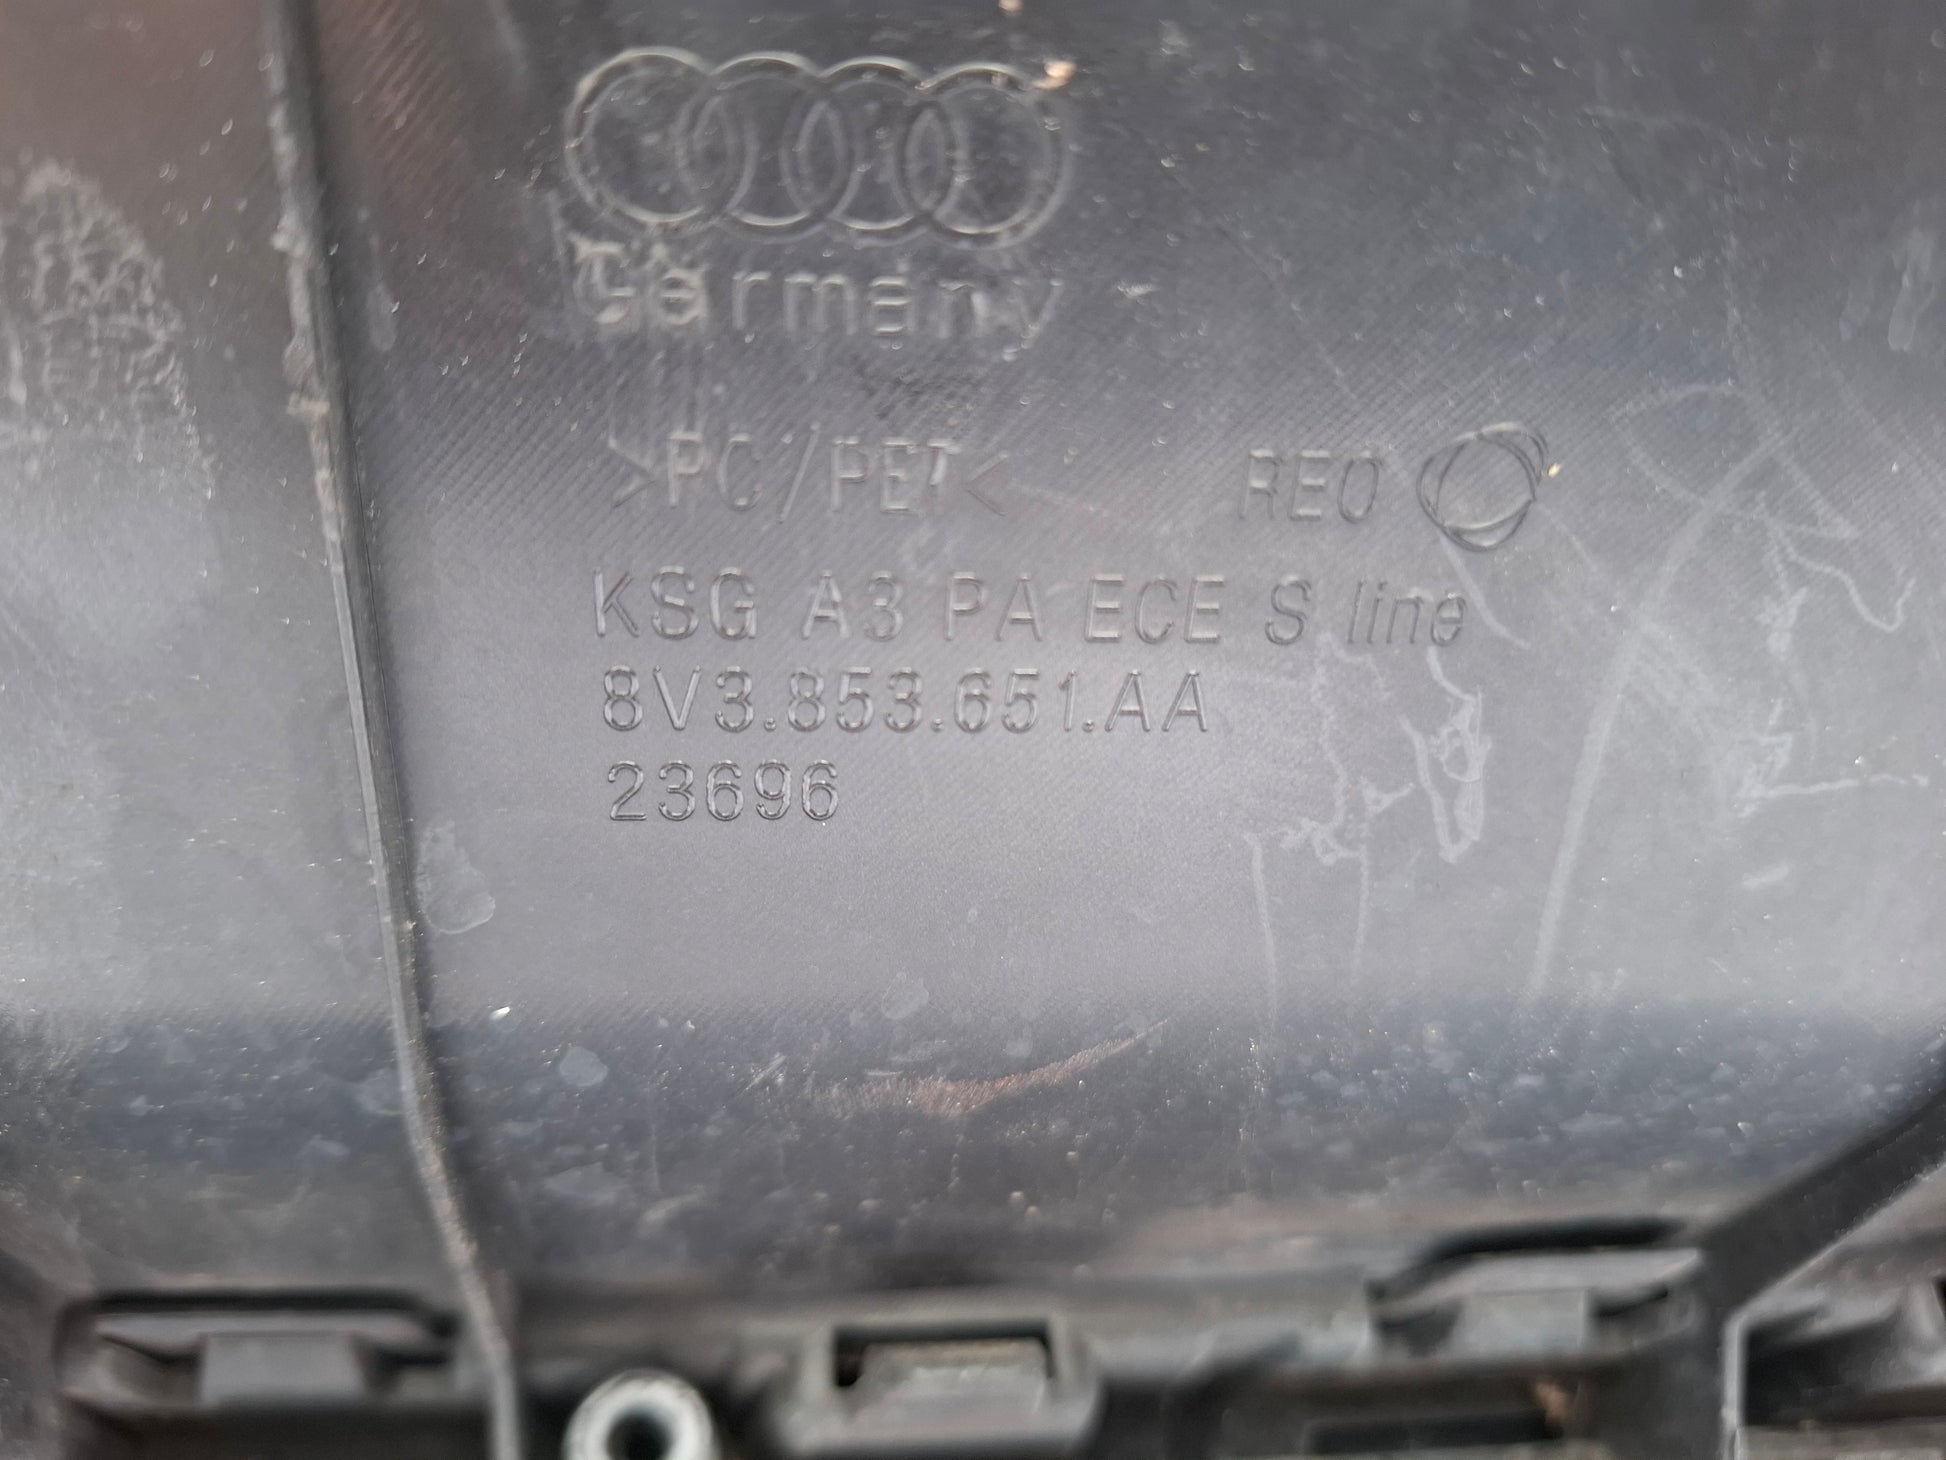 Germany
>PC/PET< REO
KSG A3 PA ECE S line
8V3.853.651.AA
23696